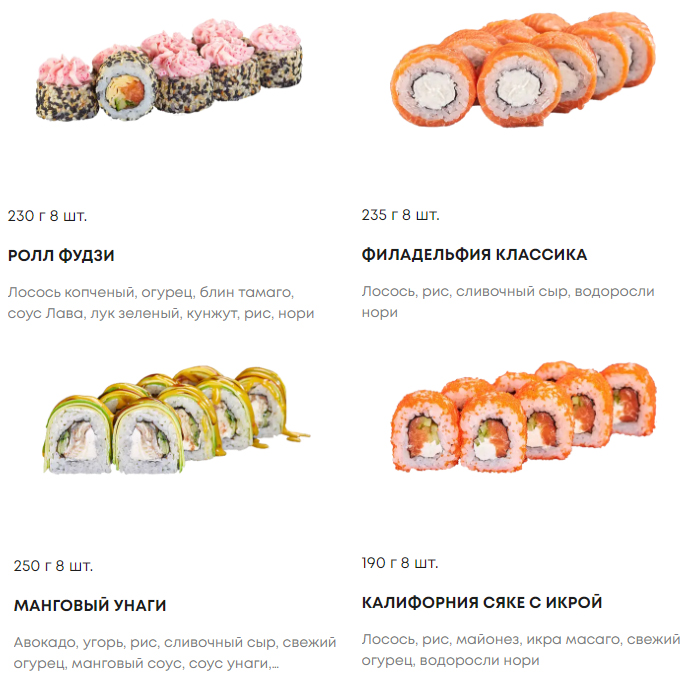 230 г 8 шт.
РОЛЛ ФУДЗИ
Лосось копченый, огурец, блин тамаго,
соус Лава, лук зеленый, кунжут, рис, нори
235 г 8 шт.
ФИЛАДЕЛЬФИЯ КЛАССИКА
Лосось, рис, сливочный сыр, водоросли
нори
250 г 8 шт.
МАНГОВЫЙ УНАГИ
Авокадо, угорь, рис, сливочный сыр, свежий
огурец, манговый соус, соус унаги,...
190 г 8 шт.
КАЛИФОРНИЯ СЯКЕ С ИКРОЙ
Лосось, рис, майонез, икра масаго, свежий
огурец, водоросли нори